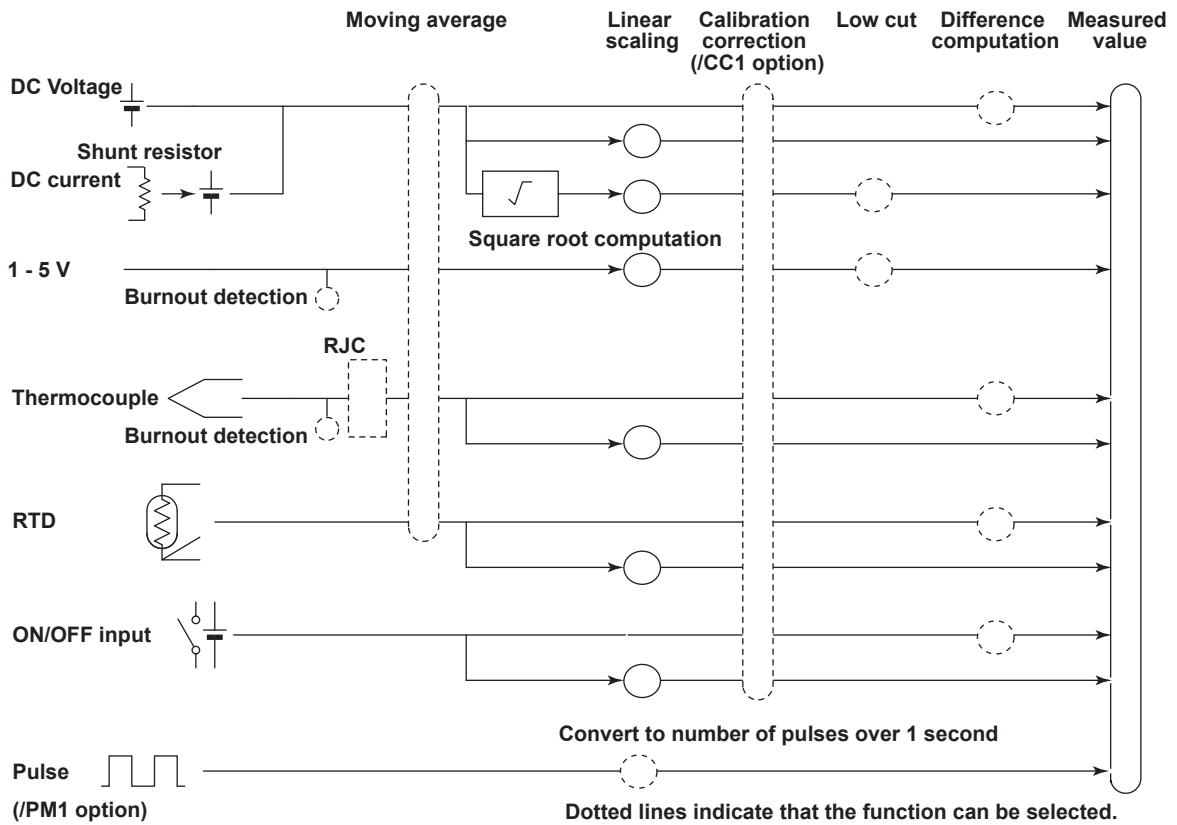 Moving average
Linear
scaling
Calibration
correction
(/CC1 option)
Low cut
Difference
computation
Measured
value
DC Voltage
Shunt resistor
DC current
√
Square root computation
1 - 5 V
Burnout detection
RJC
Thermocouple
Burnout detection
RTD
ON/OFF input
Convert to number of pulses over 1 second
Pulse
(/PM1 option)
Dotted lines indicate that the function can be selected.